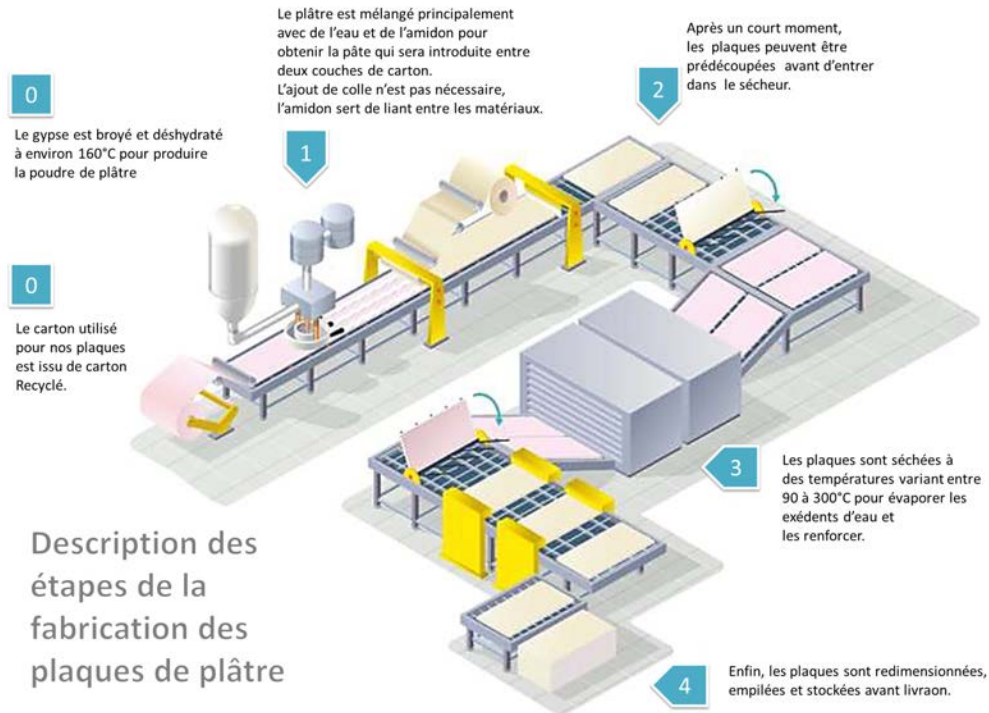 0
Le gypse est broyé et déshydraté
à environ 160°C pour produire
la poudre de plâtre
0
Le carton utilisé
pour nos plaques
est issu de carton
Recyclé.
Le plâtre est mélangé principalement
avec de l'eau et de l'amidon pour
obtenir la pâte qui sera introduite entre
deux couches de carton.
L'ajout de colle n'est pas nécessaire,
l'amidon sert de liant entre les matériaux.
1
Après un court moment,
les plaques peuvent être
prédécoupées avant d'entrer
dans le sécheur.
2
3
Les plaques sont séchées à
des températures variant entre
90 à 300°C pour évaporer les
exédents d'eau et
les renforcer.
Description des
étapes de la
fabrication des
plaques de plâtre
4
Enfin, les plaques sont redimensionnées,
empilées et stockées avant livraon.